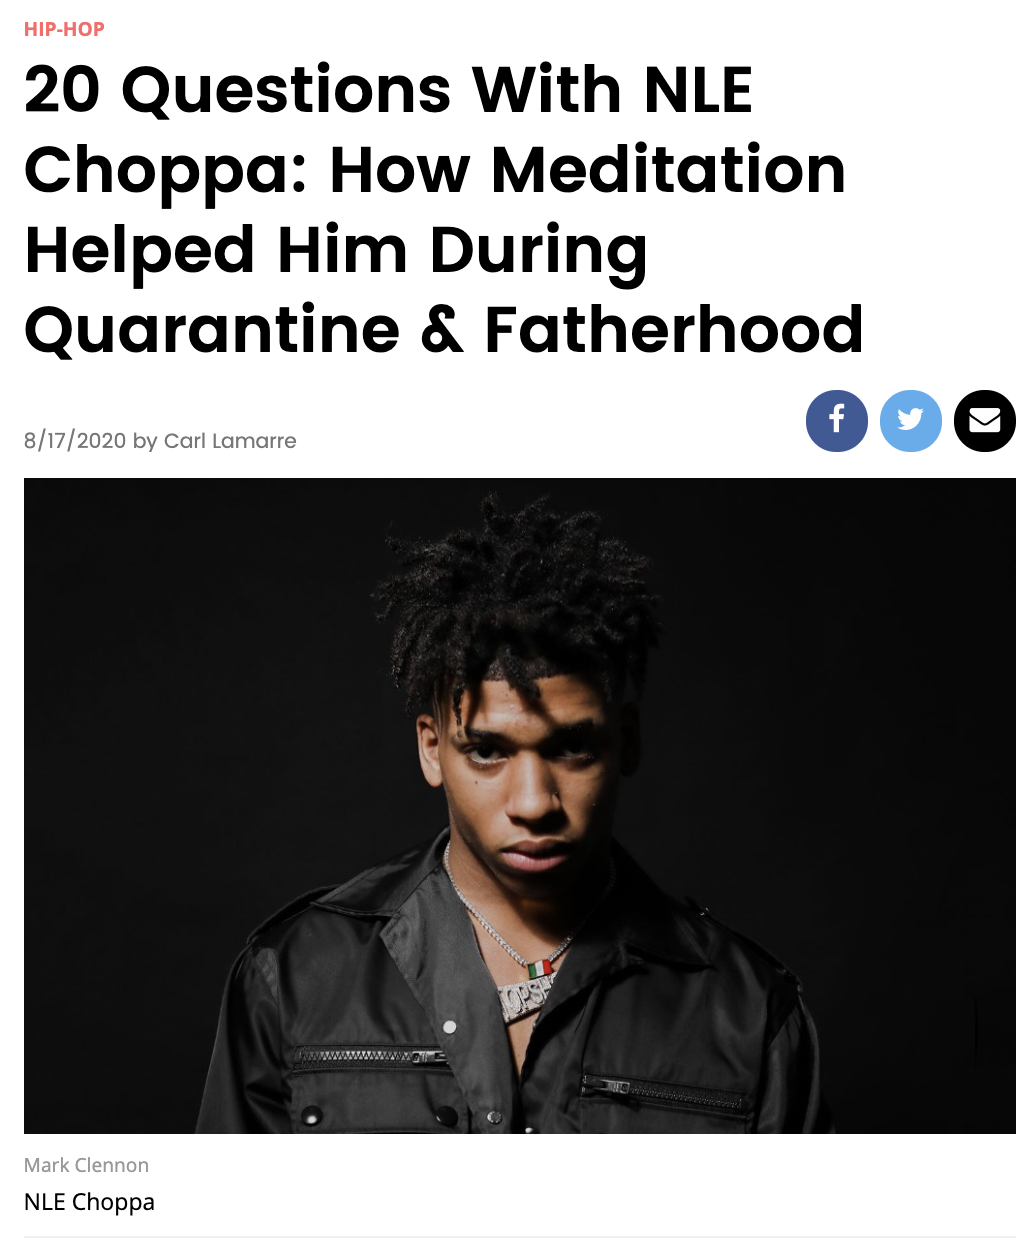 HIP-HOP
20 Questions With NLE
Choppa: How Meditation
Helped Him During
Quarantine & Fatherhood
8/17/2020 by Carl Lamarre
Mark Clennon
NLE Choppa